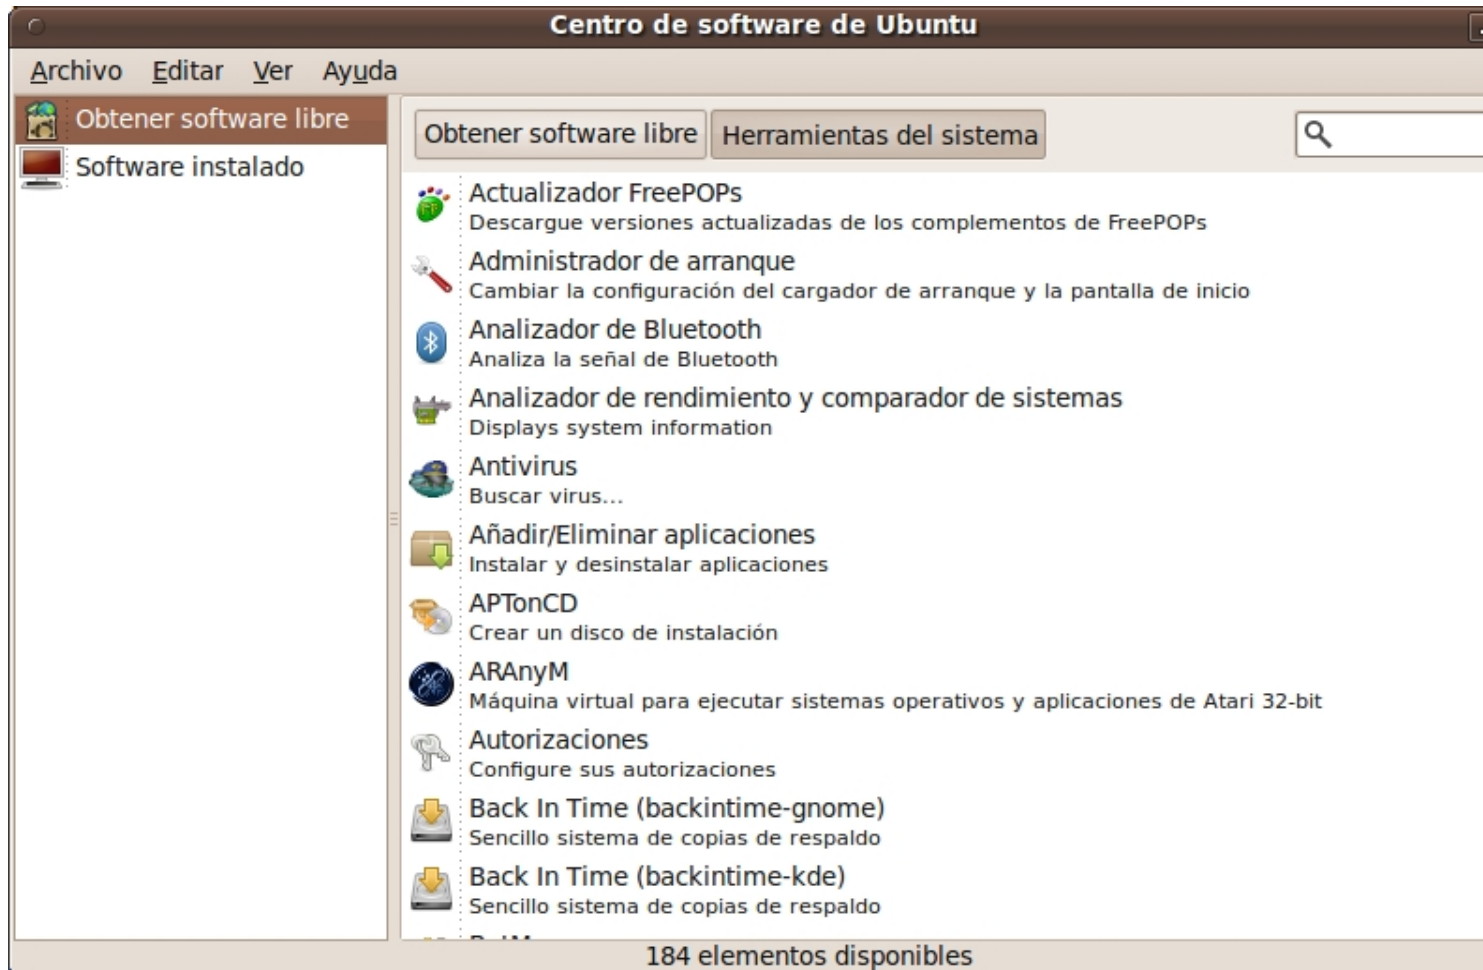 Centro de software de Ubuntu
Archivo Editar Ver Ayuda
Obtener software libre
Software instalado
Obtener software libre Herramientas del sistema
Actualizador FreePOPs
Descargue versiones actualizadas de los complementos de FreePOPs
Administrador de arranque
Cambiar la configuración del cargador de arranque y la pantalla de inicio
Analizador de Bluetooth
Analiza la señal de Bluetooth
Analizador de rendimiento y comparador de sistemas
Displays system information
Antivirus
Buscar virus...
Añadir/Eliminar aplicaciones
Instalar y desinstalar aplicaciones
APTonCD
Crear un disco de instalación
ARAnyM
Máquina virtual para ejecutar sistemas operativos y aplicaciones de Atari 32-bit
Autorizaciones
Configure sus autorizaciones
Back In Time (backintime-gnome)
Sencillo sistema de copias de respaldo
Back In Time (backintime-kde)
Sencillo sistema de copias de respaldo
184 elementos disponibles